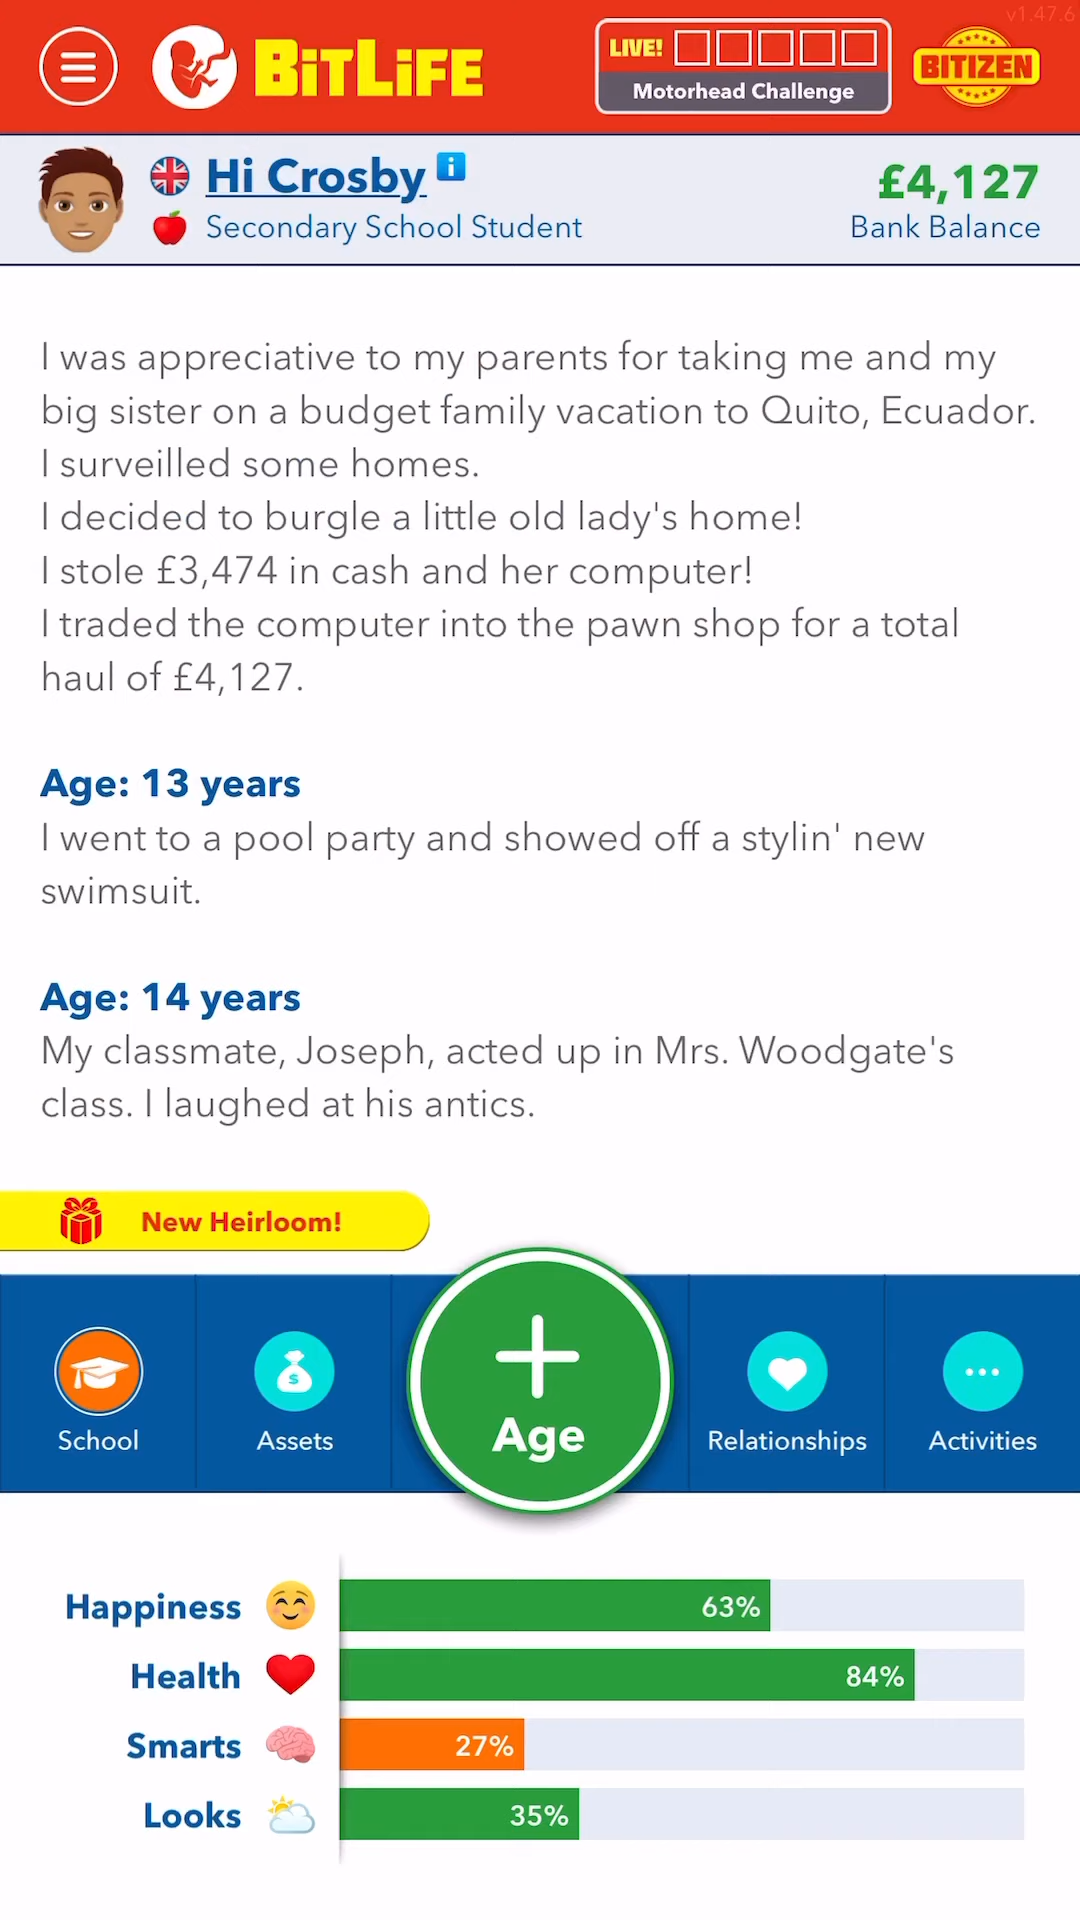 v1.47.6
BITLIFE
LIVE!
Motorhead Challenge
BITIZEN
Hi Crosby
£4,127
Secondary School Student
Bank Balance
I was appreciative to my parents for taking me and my
big sister on a budget family vacation to Quito, Ecuador.
I surveilled some homes.
I decided to burgle a little old lady's home!
I stole £3,474 in cash and her computer!
I traded the computer into the pawn shop for a total
haul of £4,127.
Age: 13 years
I went to a pool party and showed off a stylin' new
swimsuit.
Age: 14 years
My classmate, Joseph, acted up in Mrs. Woodgate's
class. I laughed at his antics.
New Heirloom!
School
Assets
Age
Relationships
Activities
Happiness 63%
Health 84%
Smarts 27%
Looks 35%